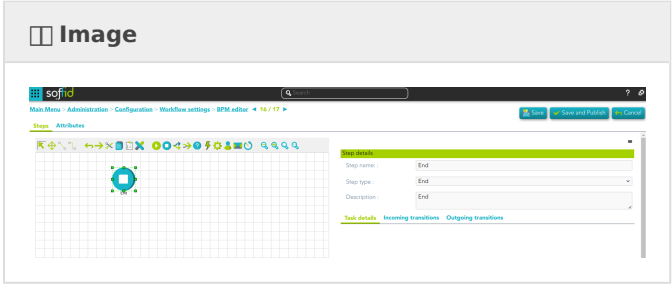 Image
soffid
Search
?
Main Menu > Administration > Configuration > Workflow settings > BPM editor ◄ 16 / 17 ►
Save
Save and Publish
Cancel
Steps Attributes
Step details
Step name:
End
Step type :
End
Description :
End
Task details Incoming transitions Outgoing transitions
End